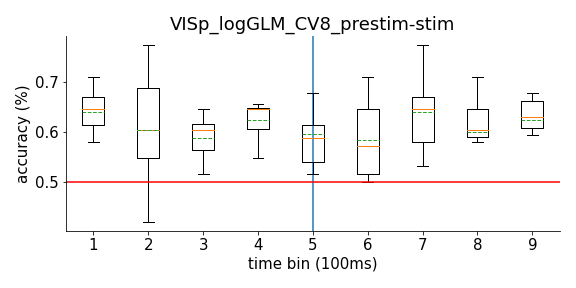 VISp_logGLM_CV8_prestim-stim
accuracy (%)
0.7
0.6
0.5
1 2 3 4 5 6 7 8 9
time bin (100ms)